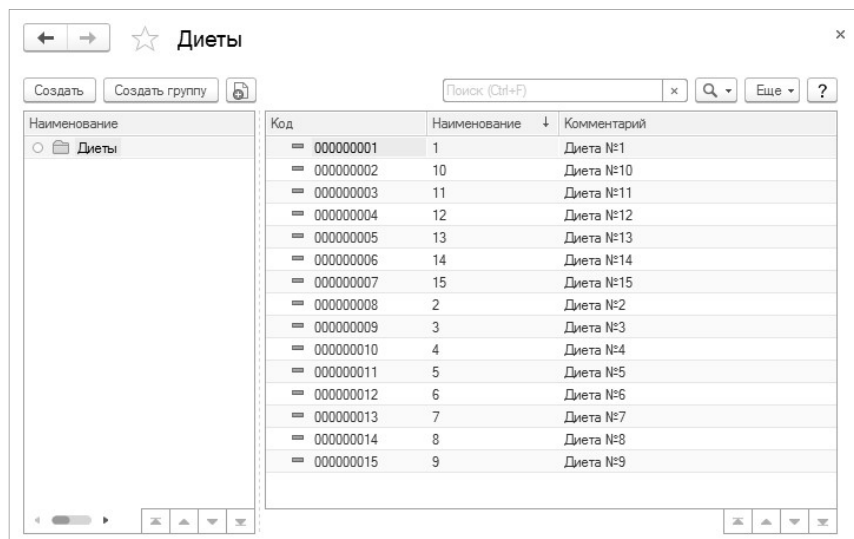 Диеты
Создать Создать группу Поиск (Ctrl+F) × Еще ?
Наименование
Диеты
Код Наименование ↓ Комментарий
000000001 1 Диета №1
000000002 10 Диета №10
000000003 11 Диета №11
000000004 12 Диета №12
000000005 13 Диета №13
000000006 14 Диета №14
000000007 15 Диета №15
000000008 2 Диета №2
000000009 3 Диета №3
000000010 4 Диета №4
000000011 5 Диета №5
000000012 6 Диета №6
000000013 7 Диета №7
000000014 8 Диета №8
000000015 9 Диета №9